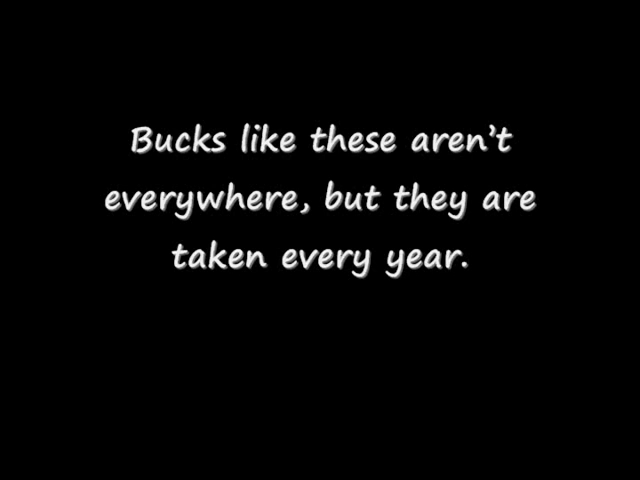 Bucks like these aren't
everywhere, but they are
taken every year.